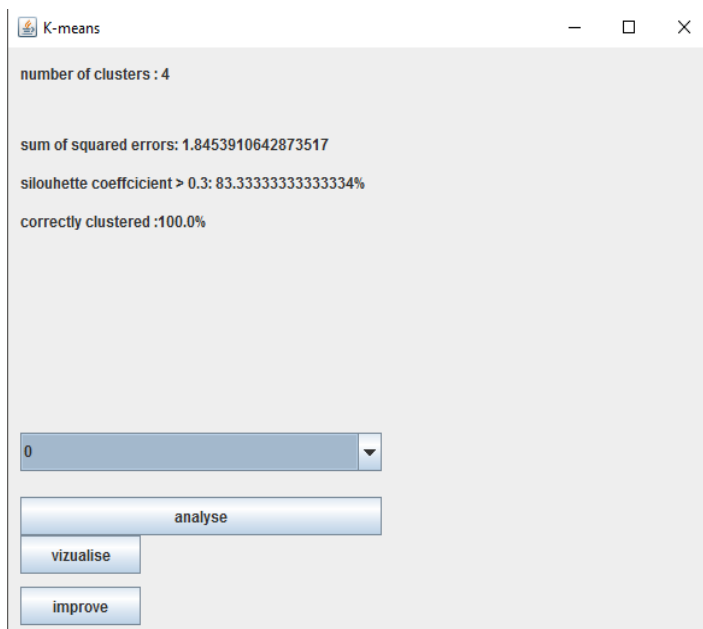 K-means
number of clusters : 4
sum of squared errors: 1.8453910642873517
silouhette coeffcicient > 0.3: 83.33333333333334%
correctly clustered :100.0%
0
analyse
vizualise
improve